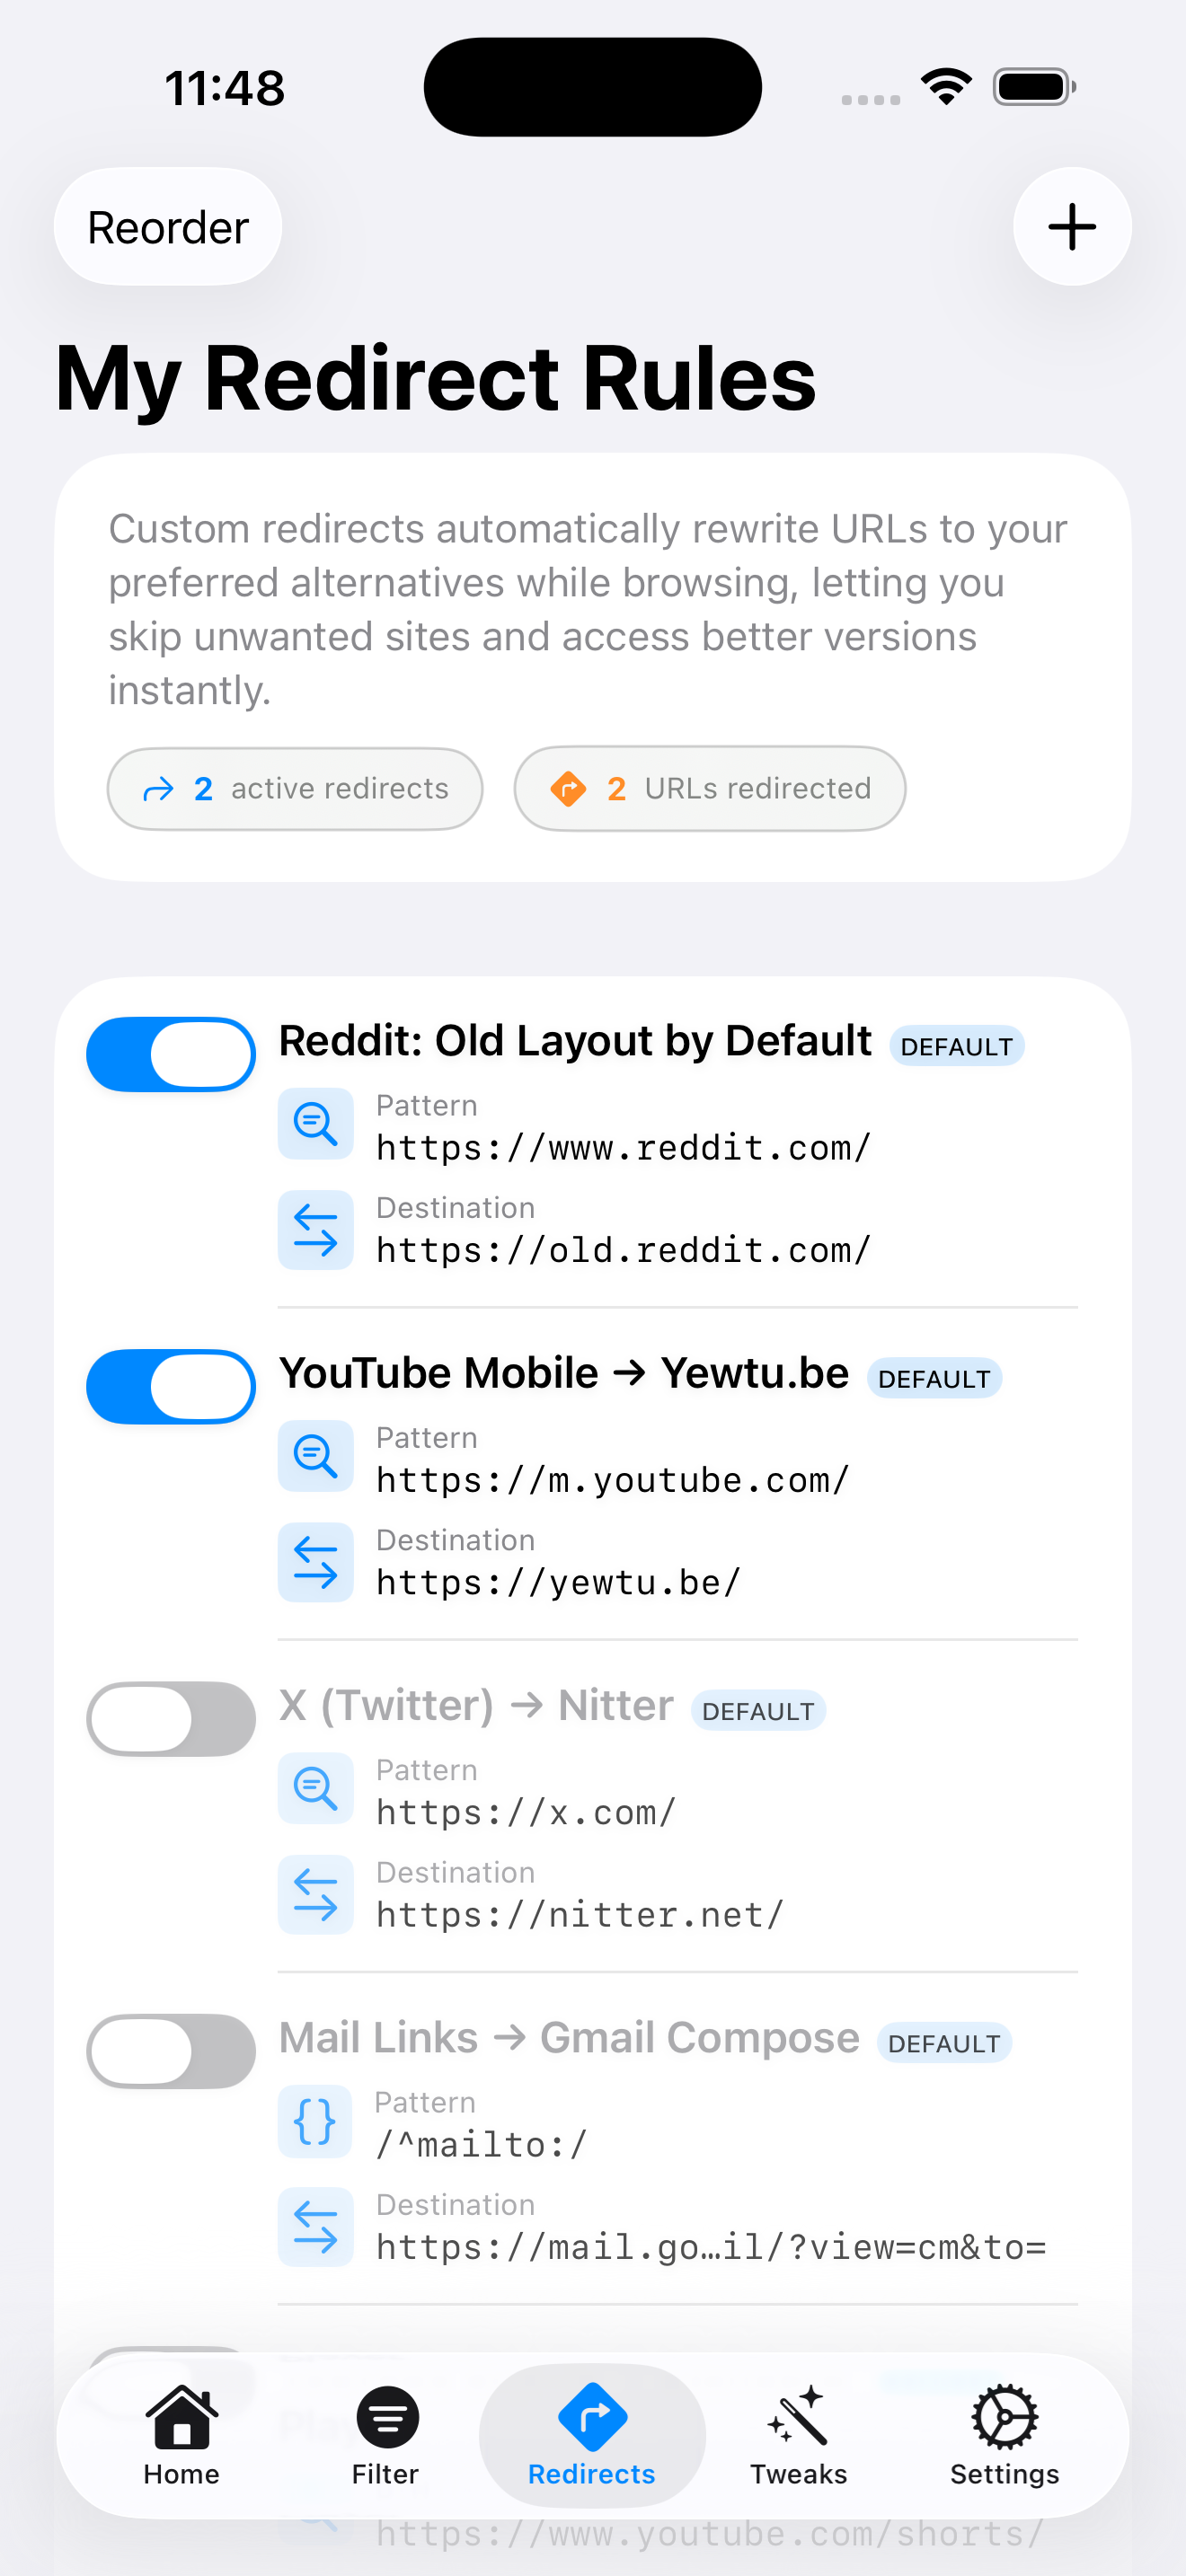 11:48
Reorder
My Redirect Rules
Custom redirects automatically rewrite URLs to your
preferred alternatives while browsing, letting you
skip unwanted sites and access better versions
instantly.
2 active redirects
2 URLs redirected
Reddit: Old Layout by Default DEFAULT
Pattern
https://www.reddit.com/
Destination
https://old.reddit.com/
YouTube Mobile → Yewtu.be DEFAULT
Pattern
https://m.youtube.com/
Destination
https://yewtu.be/
X (Twitter) → Nitter DEFAULT
Pattern
https://x.com/
Destination
https://nitter.net/
Mail Links → Gmail Compose DEFAULT
{} Pattern
/^mailto:/
Destination
https://mail.go…il/?view=cm&to=
Home
Filter
Redirects
Tweaks
Settings
https://www.youtube.com/shorts/